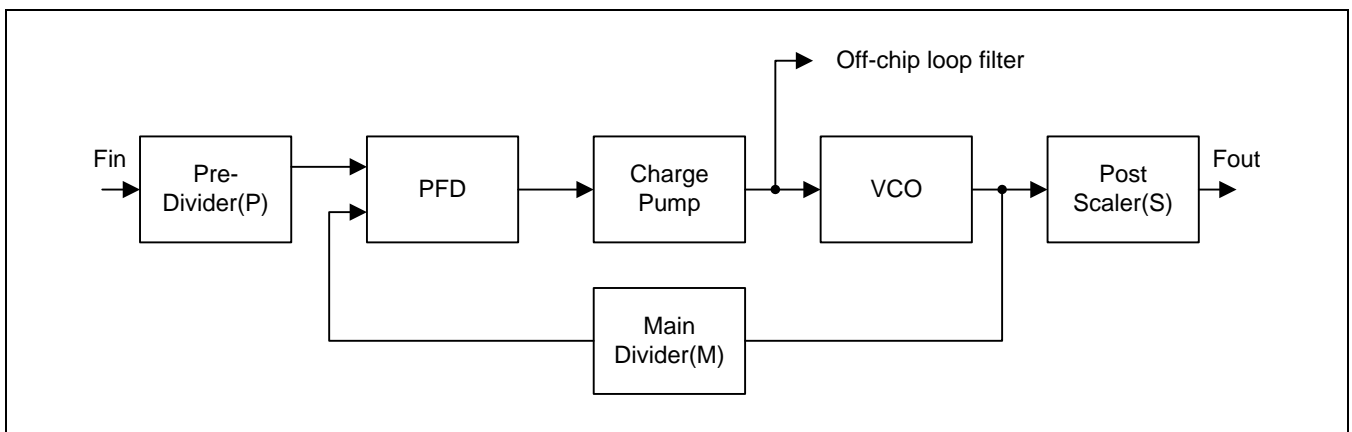 Off-chip loop filter
Fin
Pre-
Divider(P)
PFD
Charge
Pump
VCO
Post
Scaler(S)
Fout
Main
Divider(M)